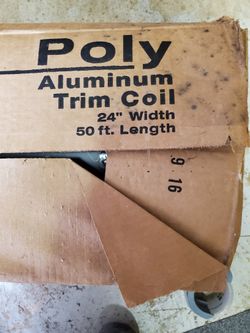 Poly
Aluminum
Trim Coil
24" Width
50 ft. Length
9 16